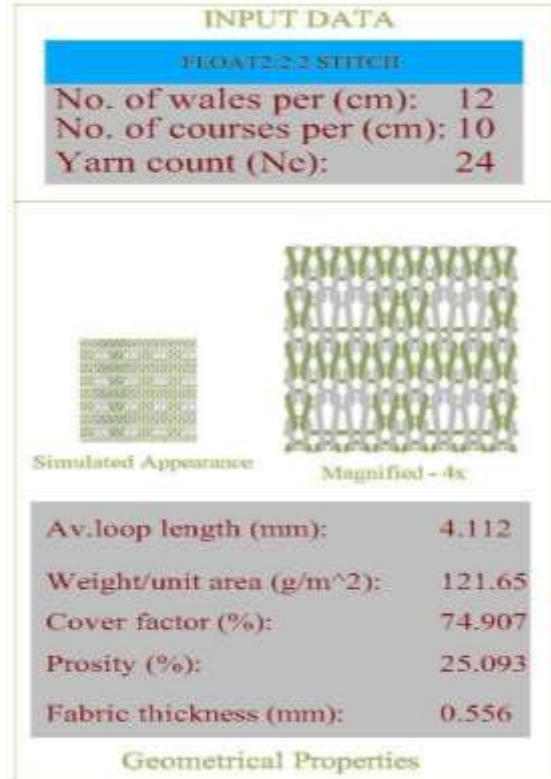 INPUT DATA
FLOAT2:2:2 STITCH
No. of wales per (cm): 12
No. of courses per (cm): 10
Yarn count (Nc): 24
Simulated Appearance
Magnified - 4x
Av.loop length (mm): 4.112
Weight/unit area (g/m^2): 121.65
Cover factor (%): 74.907
Prosity (%): 25.093
Fabric thickness (mm): 0.556
Geometrical Properties